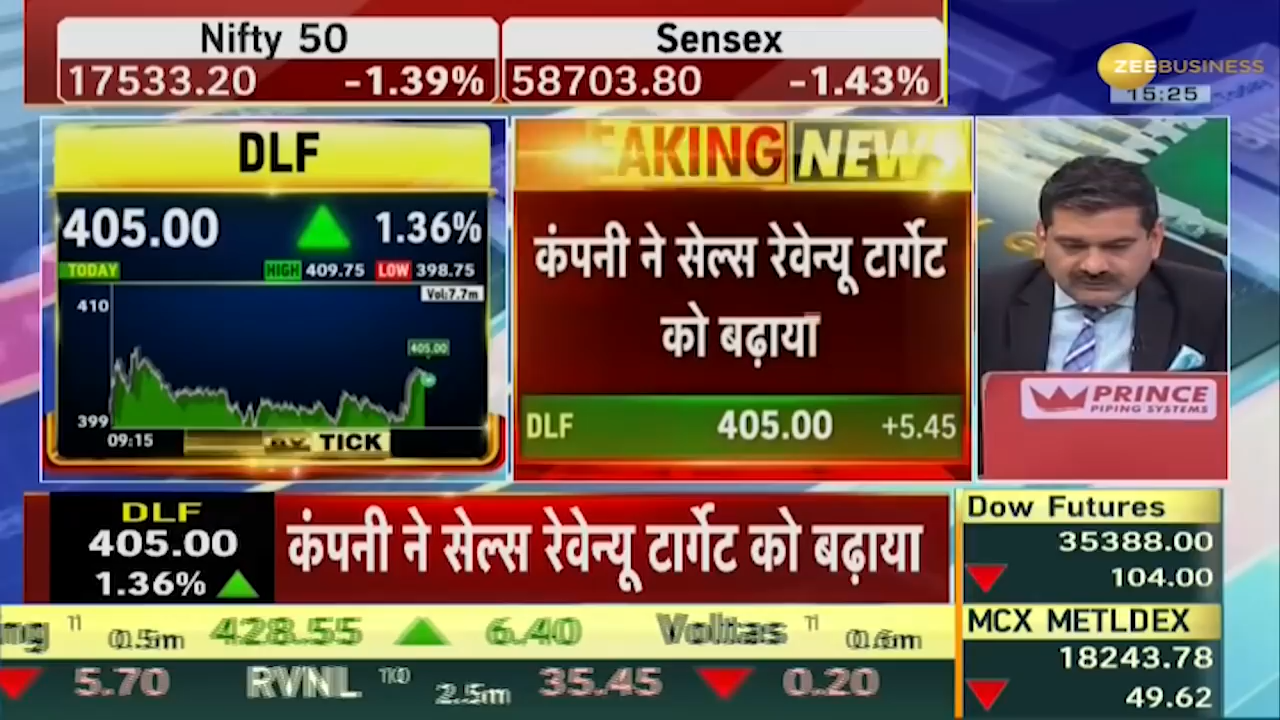 Nifty 50
17533.20 -1.39%
Sensex
58703.80 -1.43%
ZEEBUSINESS
15:25
DLF
405.00 1.36%
TODAY HIGH 409.75 LOW 398.75
Vol:7.7m
410
405.00
399
09:15
TICK
EAKING NEWS
कंपनी ने सेल्स रेवेन्यू टार्गेट
को बढ़ाया
DLF 405.00 +5.45
PRINCE
PIPING SYSTEMS
DLF
405.00
1.36%
कंपनी ने सेल्स रेवेन्यू टार्गेट को बढ़ाया
Dow Futures
35388.00
104.00
MCX METLDEX
18243.78
49.62
ng 0.5m 428.55 6.40 Voltas
5.70 RVNL 2.5m 35.45 0.20